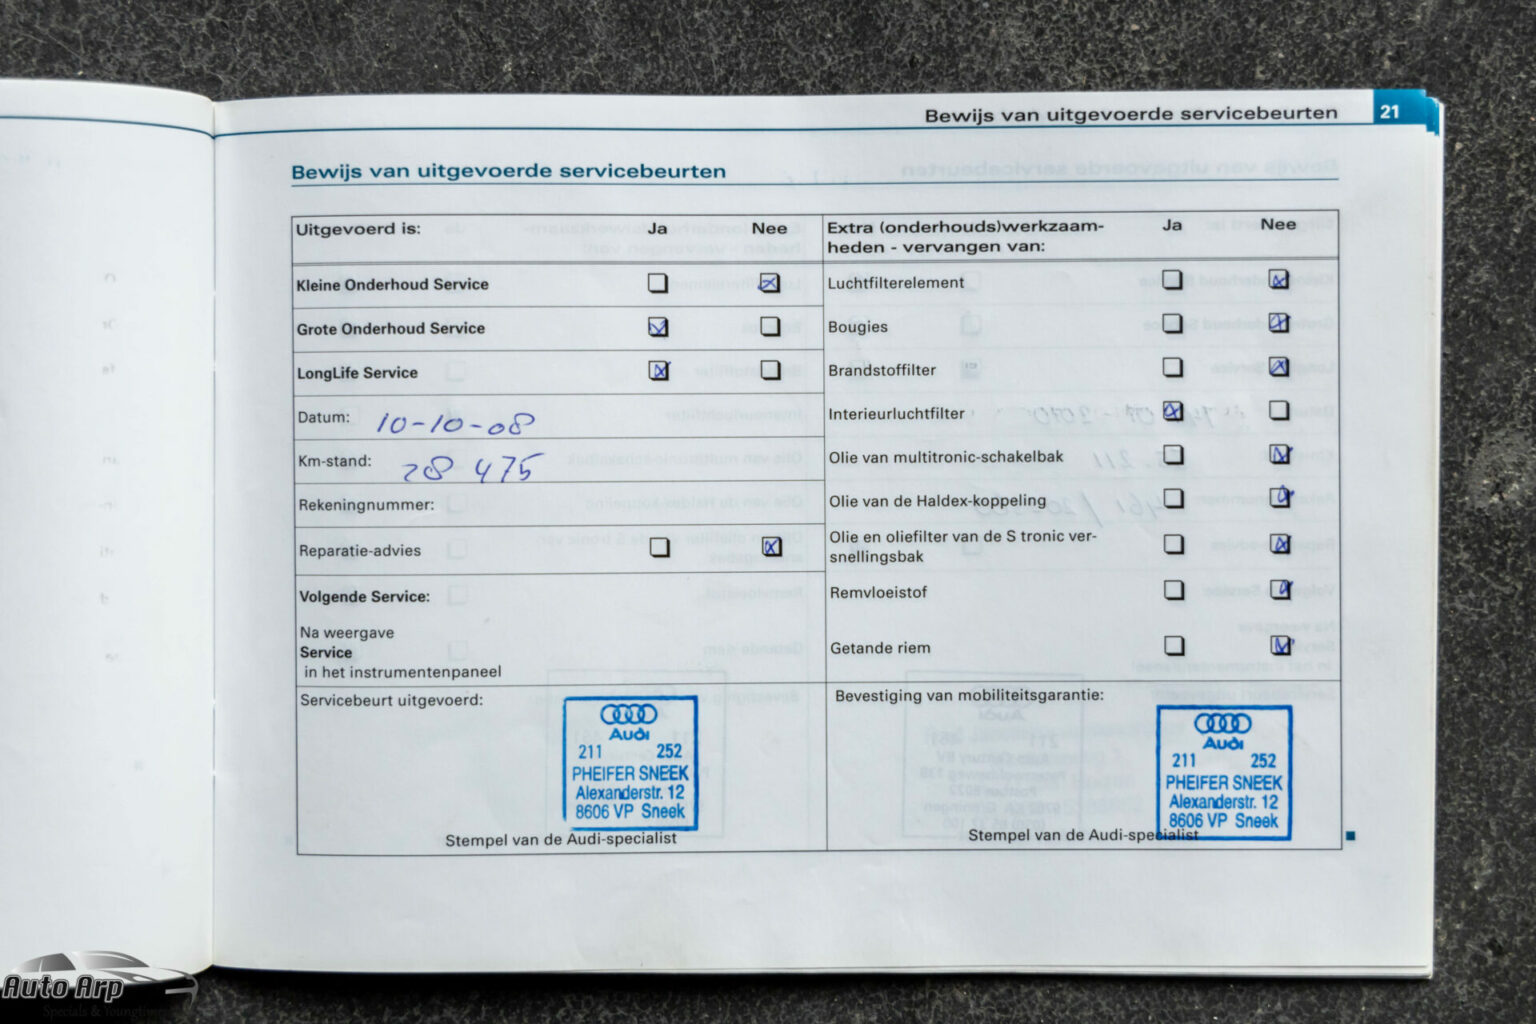 Bewijs van uitgevoerde servicebeurten 21
Bewijs van uitgevoerde servicebeurten
Uitgevoerd is: Ja Nee
Kleine Onderhoud Service
Grote Onderhoud Service
LongLife Service
Datum: 10-10-08
Km-stand: 28 475
Rekeningnummer:
Reparatie-advies
Volgende Service:
Na weergave
Service
in het instrumentenpaneel
Servicebeurt uitgevoerd:
Audi
211 252
PHEIFER SNEEK
Alexanderstr. 12
8606 VP Sneek
Stempel van de Audi-specialist
Extra (onderhouds)werkzaam-
heden - vervangen van: Ja Nee
Luchtfilterelement
Bougies
Brandstoffilter
Interieurluchtfilter
Olie van multitronic-schakelbak
Olie van de Haldex-koppeling
Olie en oliefilter van de S tronic ver-
snellingsbak
Remvloeistof
Getande riem
Bevestiging van mobiliteitsgarantie:
Audi
211 252
PHEIFER SNEEK
Alexanderstr. 12
8606 VP Sneek
Stempel van de Audi-specialist
Auto Arp
Specials & Youngtimers